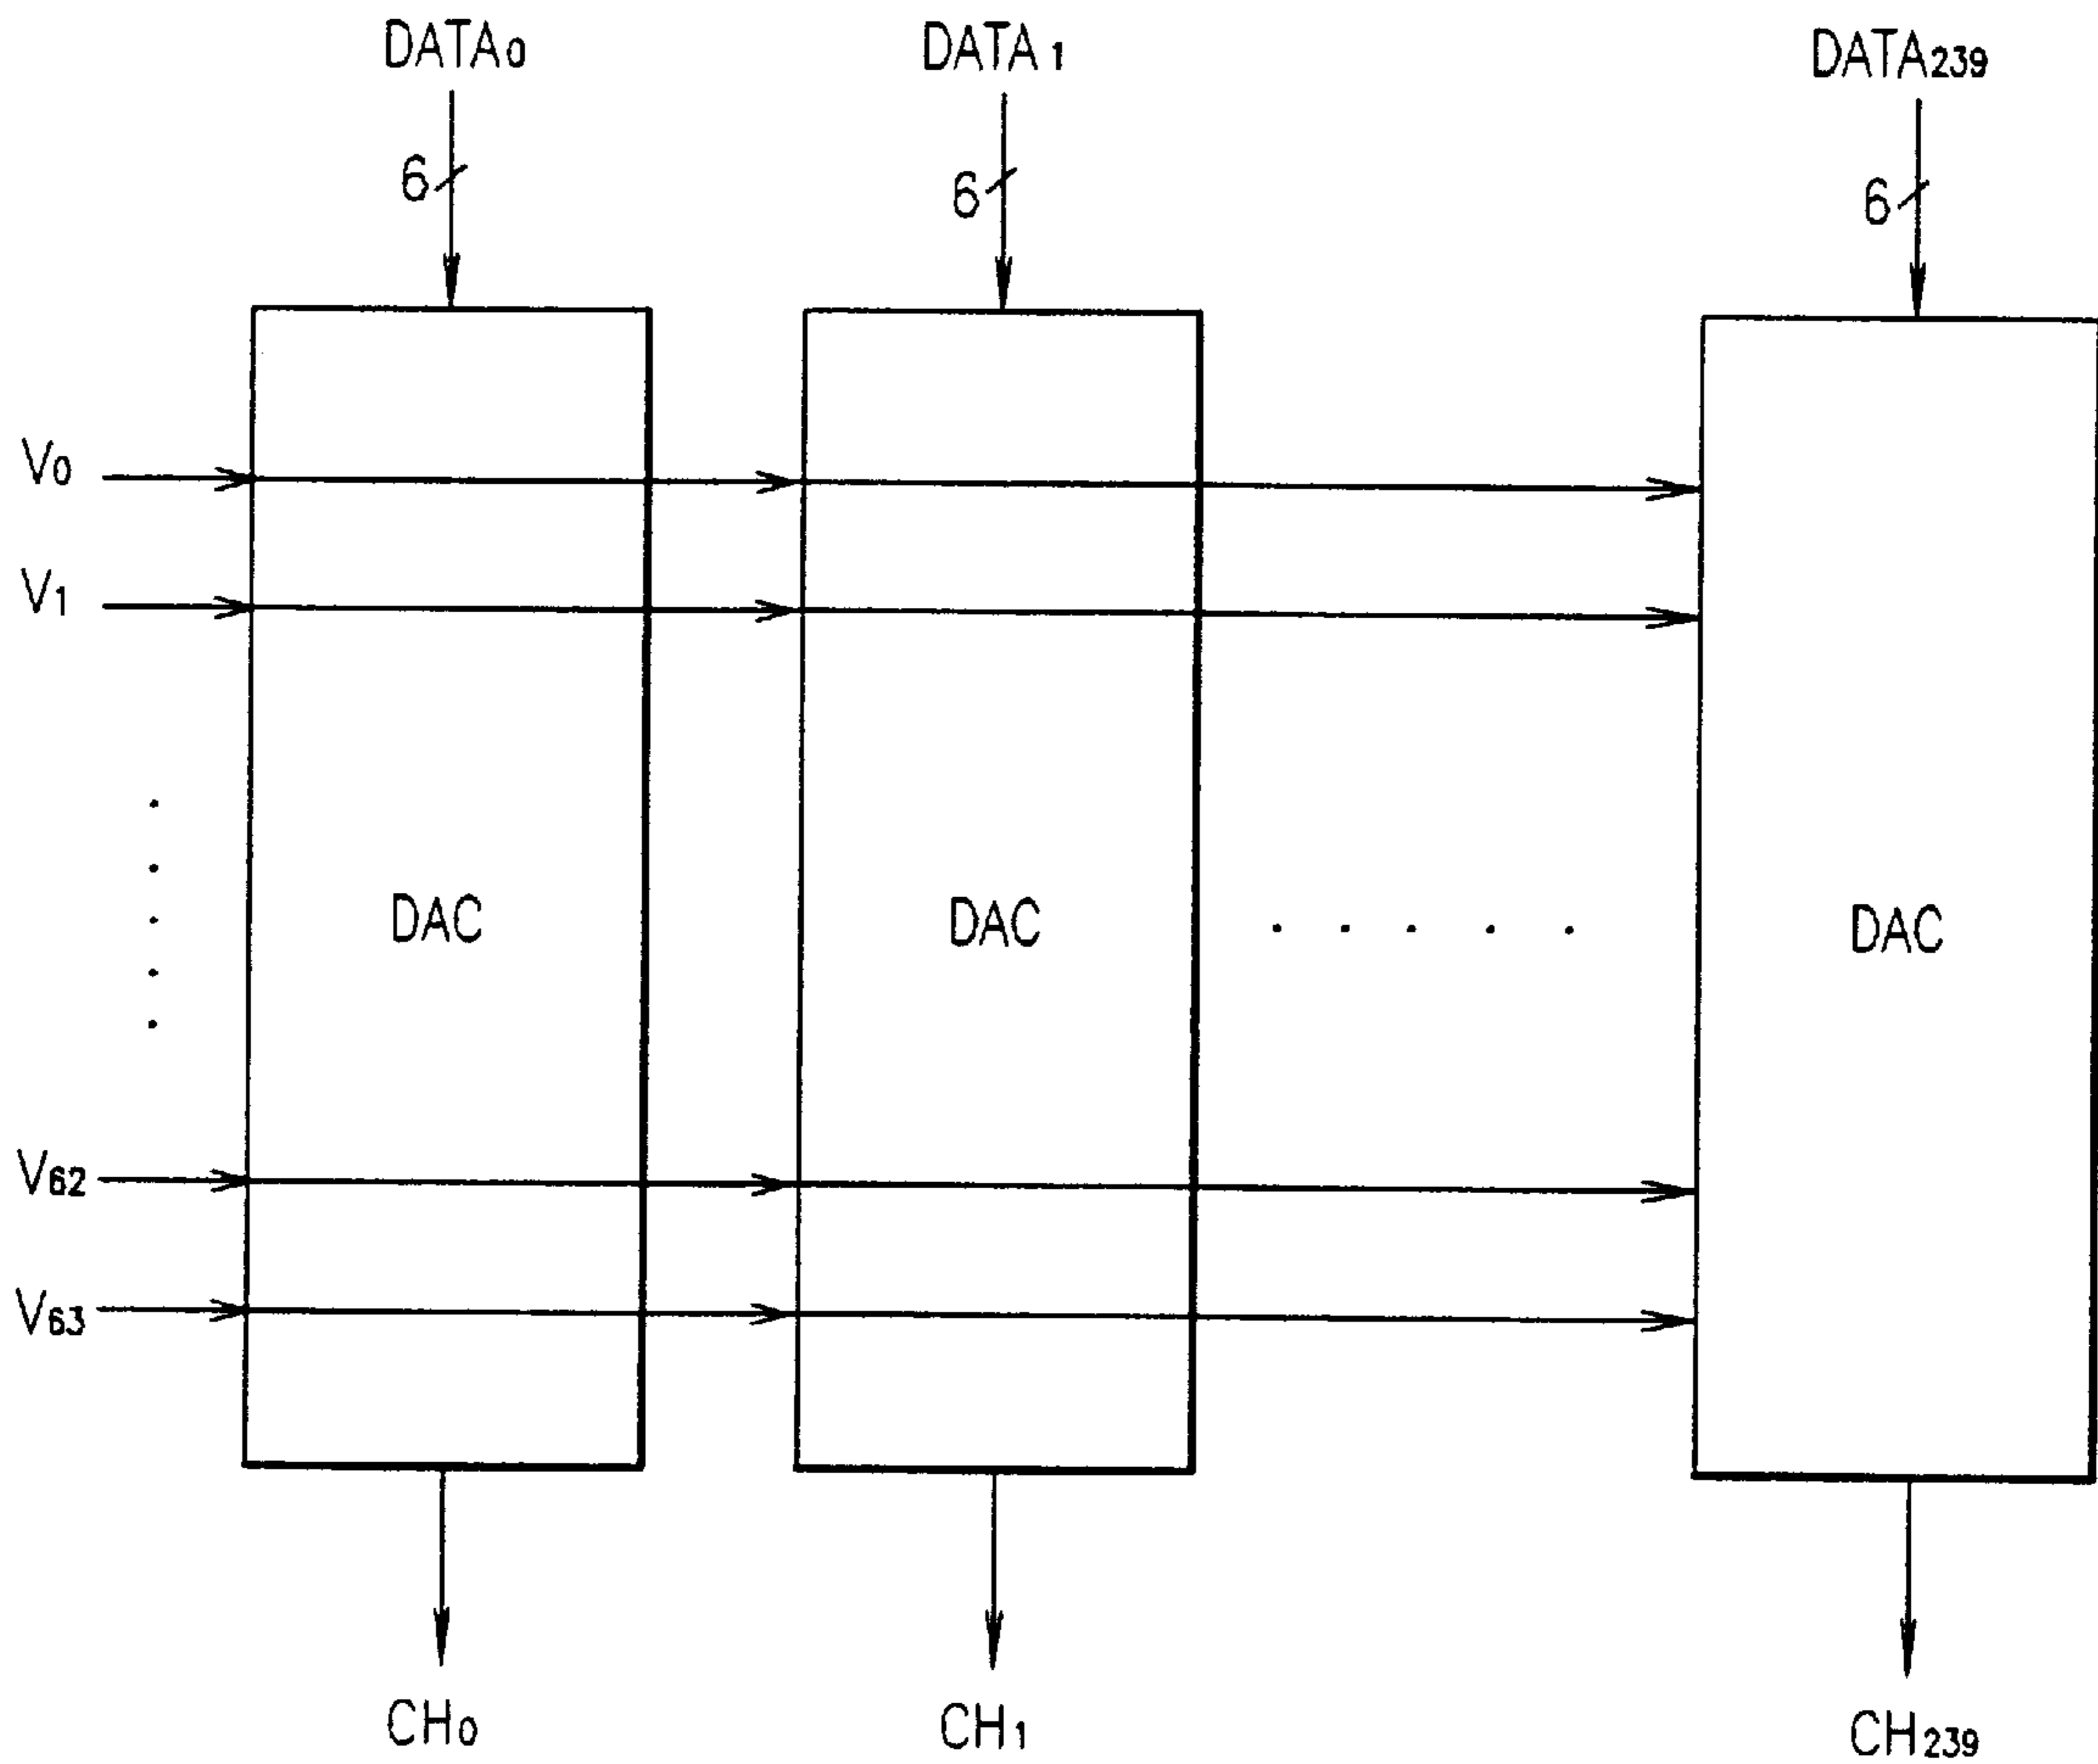 DATA0 DATA1 DATA239
6 6 6
V0
V1
DAC DAC DAC
V62
V63
CH0 CH1 CH239